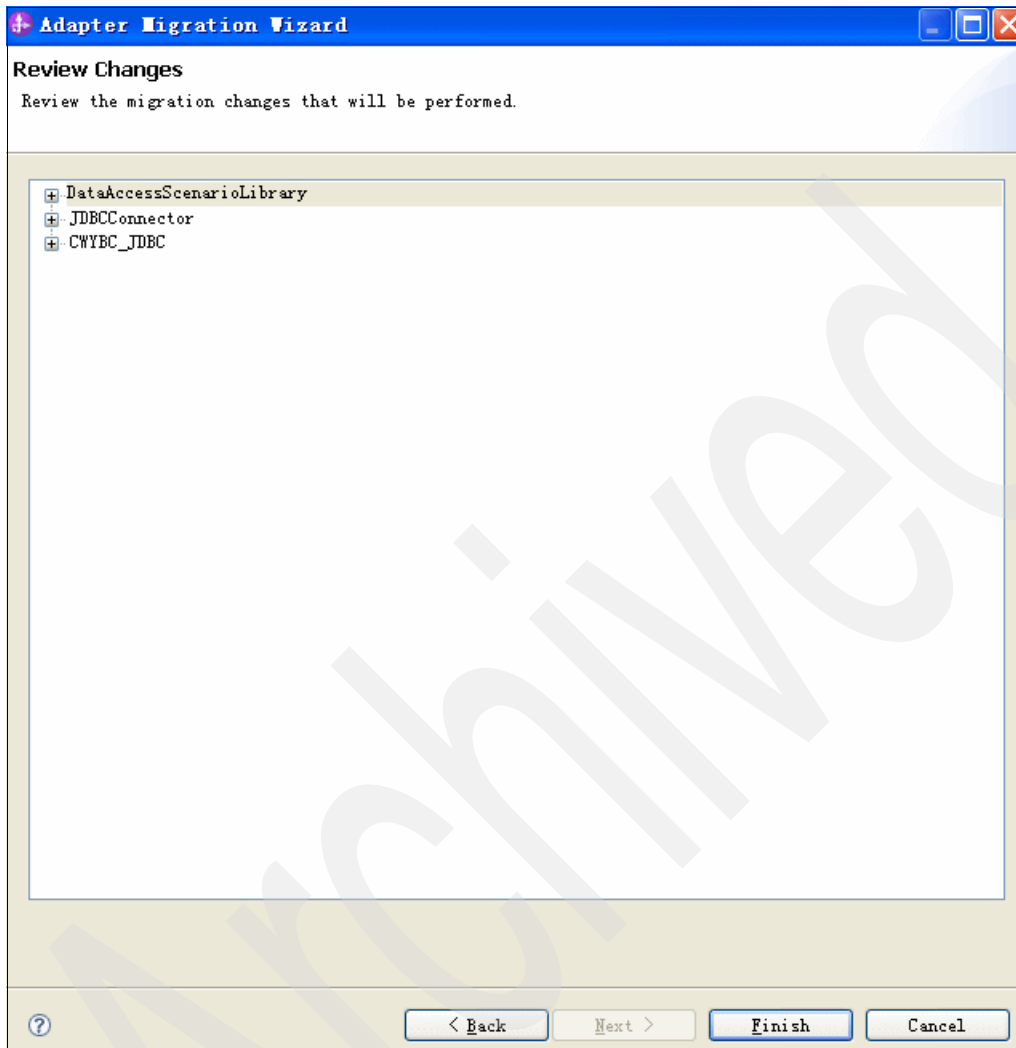 Adapter Migration Wizard
Review Changes
Review the migration changes that will be performed.
DataAccessScenarioLibrary
JDBCConnector
CWYBC_JDBC
Archived
?
< Back
Next >
Finish
Cancel